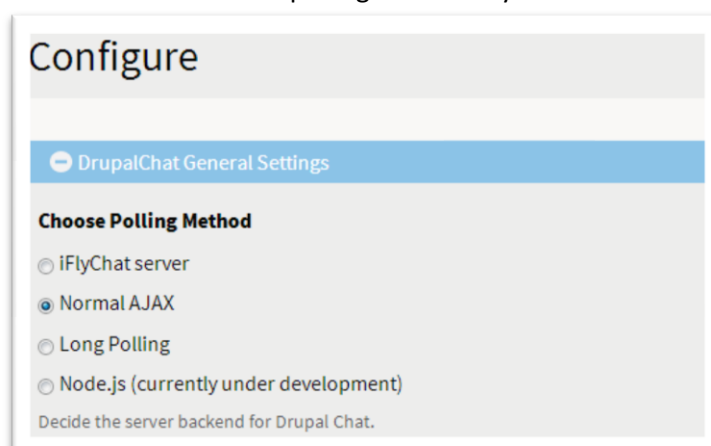 Configure
DrupalChat General Settings
Choose Polling Method
iFlyChat server
Normal AJAX
Long Polling
Node.js (currently under development)
Decide the server backend for Drupal Chat.